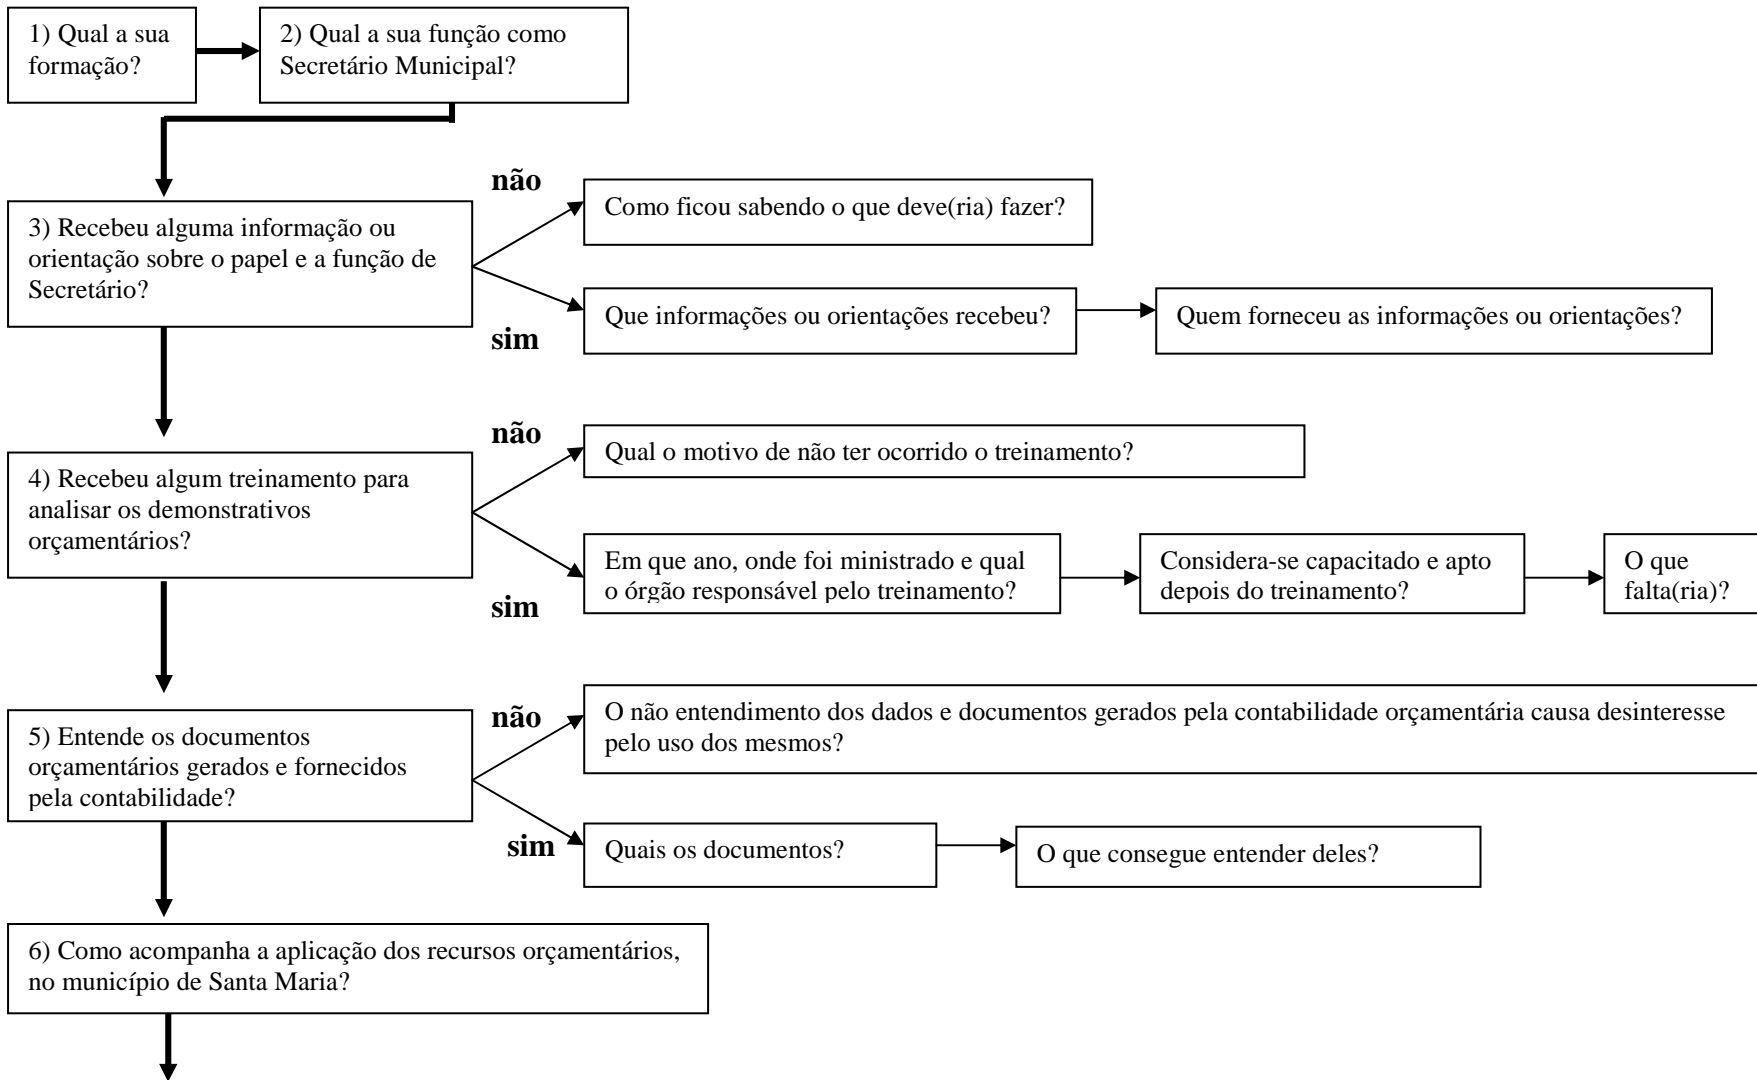 1) Qual a sua
formação?
2) Qual a sua função como
Secretário Municipal?
não
Como ficou sabendo o que deve(ria) fazer?
3) Recebeu alguma informação ou
orientação sobre o papel e a função de
Secretário?
Que informações ou orientações recebeu?
Quem forneceu as informações ou orientações?
sim
não
Qual o motivo de não ter ocorrido o treinamento?
4) Recebeu algum treinamento para
analisar os demonstrativos
orçamentários?
Em que ano, onde foi ministrado e qual
o órgão responsável pelo treinamento?
Considera-se capacitado e apto
depois do treinamento?
O que
falta(ria)?
sim
não
O não entendimento dos dados e documentos gerados pela contabilidade orçamentária causa desinteresse
pelo uso dos mesmos?
5) Entende os documentos
orçamentários gerados e fornecidos
pela contabilidade?
sim
Quais os documentos?
O que consegue entender deles?
6) Como acompanha a aplicação dos recursos orçamentários,
no município de Santa Maria?